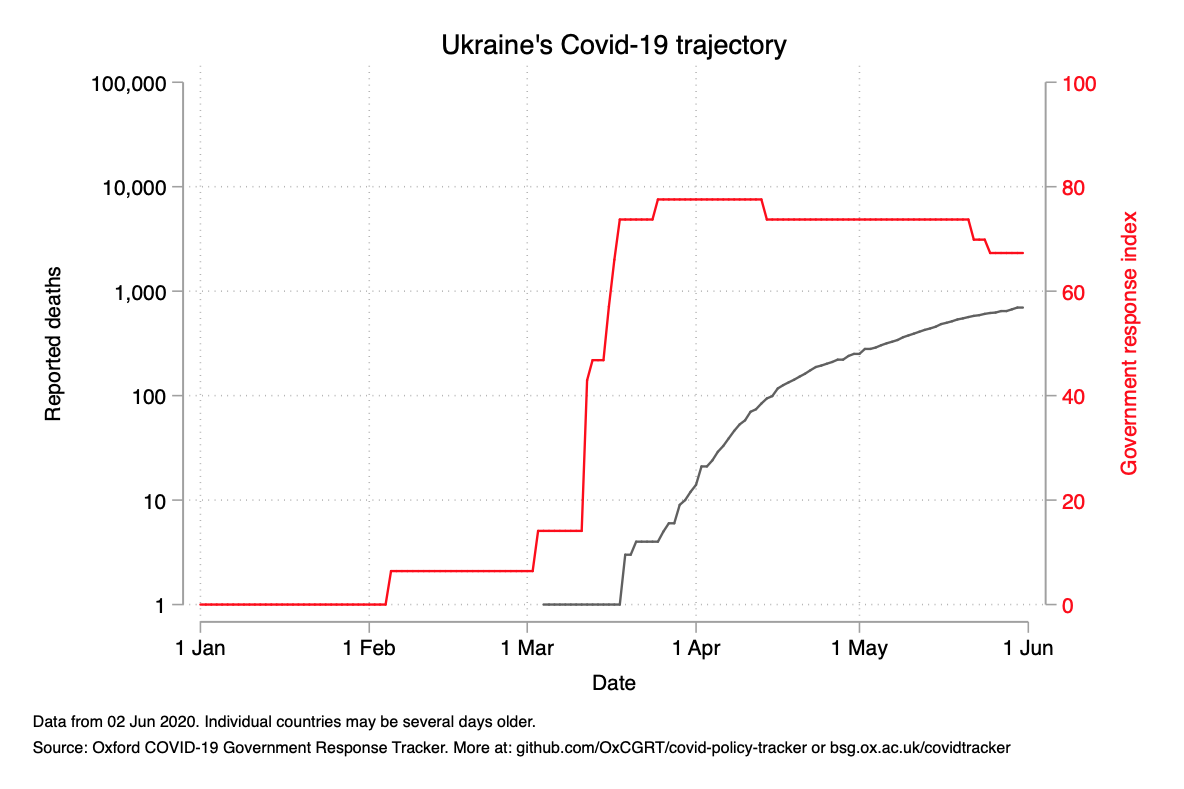 Ukraine's Covid-19 trajectory
100,000
10,000
1,000
100
10
1
Reported deaths
100
80
60
40
20
0
Government response index
1 Jan
1 Feb
1 Mar
1 Apr
1 May
1 Jun
Date
Data from 02 Jun 2020. Individual countries may be several days older.
Source: Oxford COVID-19 Government Response Tracker. More at: github.com/OxCGRT/covid-policy-tracker or bsg.ox.ac.uk/covidtracker